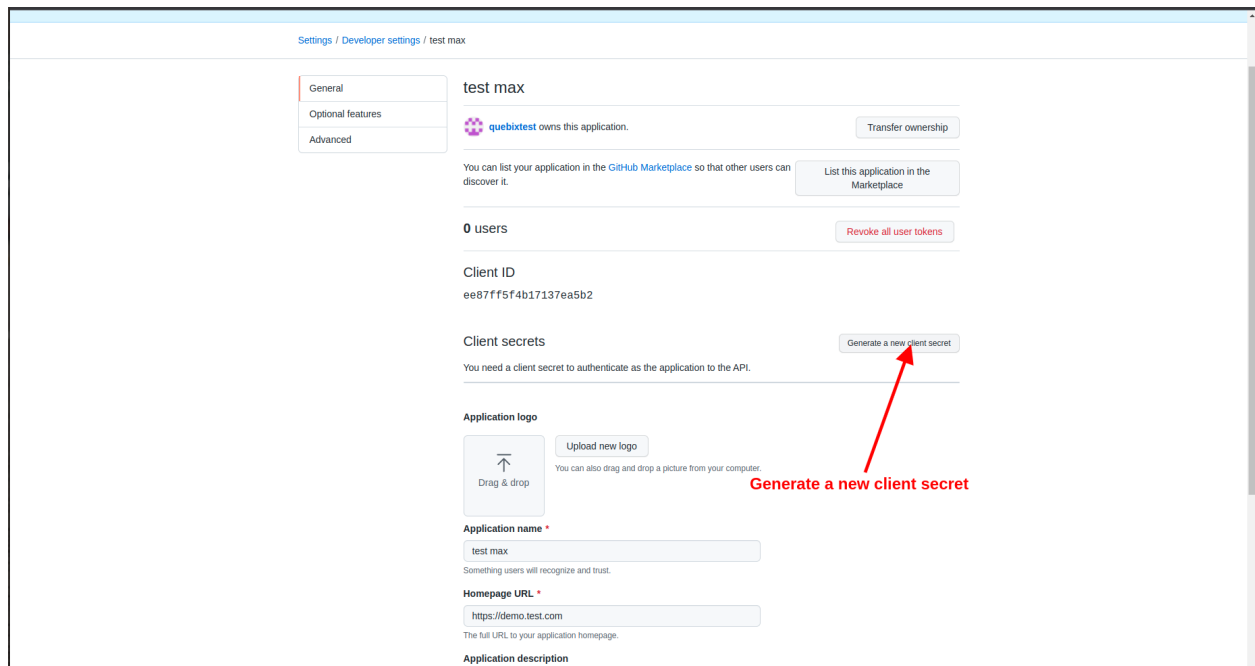 Settings / Developer settings / test max
General
Optional features
Advanced
test max
quebixtest owns this application.
Transfer ownership
You can list your application in the GitHub Marketplace so that other users can
discover it.
List this application in the
Marketplace
0 users
Revoke all user tokens
Client ID
ee87ff5f4b17137ea5b2
Client secrets
Generate a new client secret
You need a client secret to authenticate as the application to the API.
Application logo
Drag & drop
Upload new logo
You can also drag and drop a picture from your computer.
Generate a new client secret
Application name *
test max
Something users will recognize and trust.
Homepage URL *
https://demo.test.com
The full URL to your application homepage.
Application description